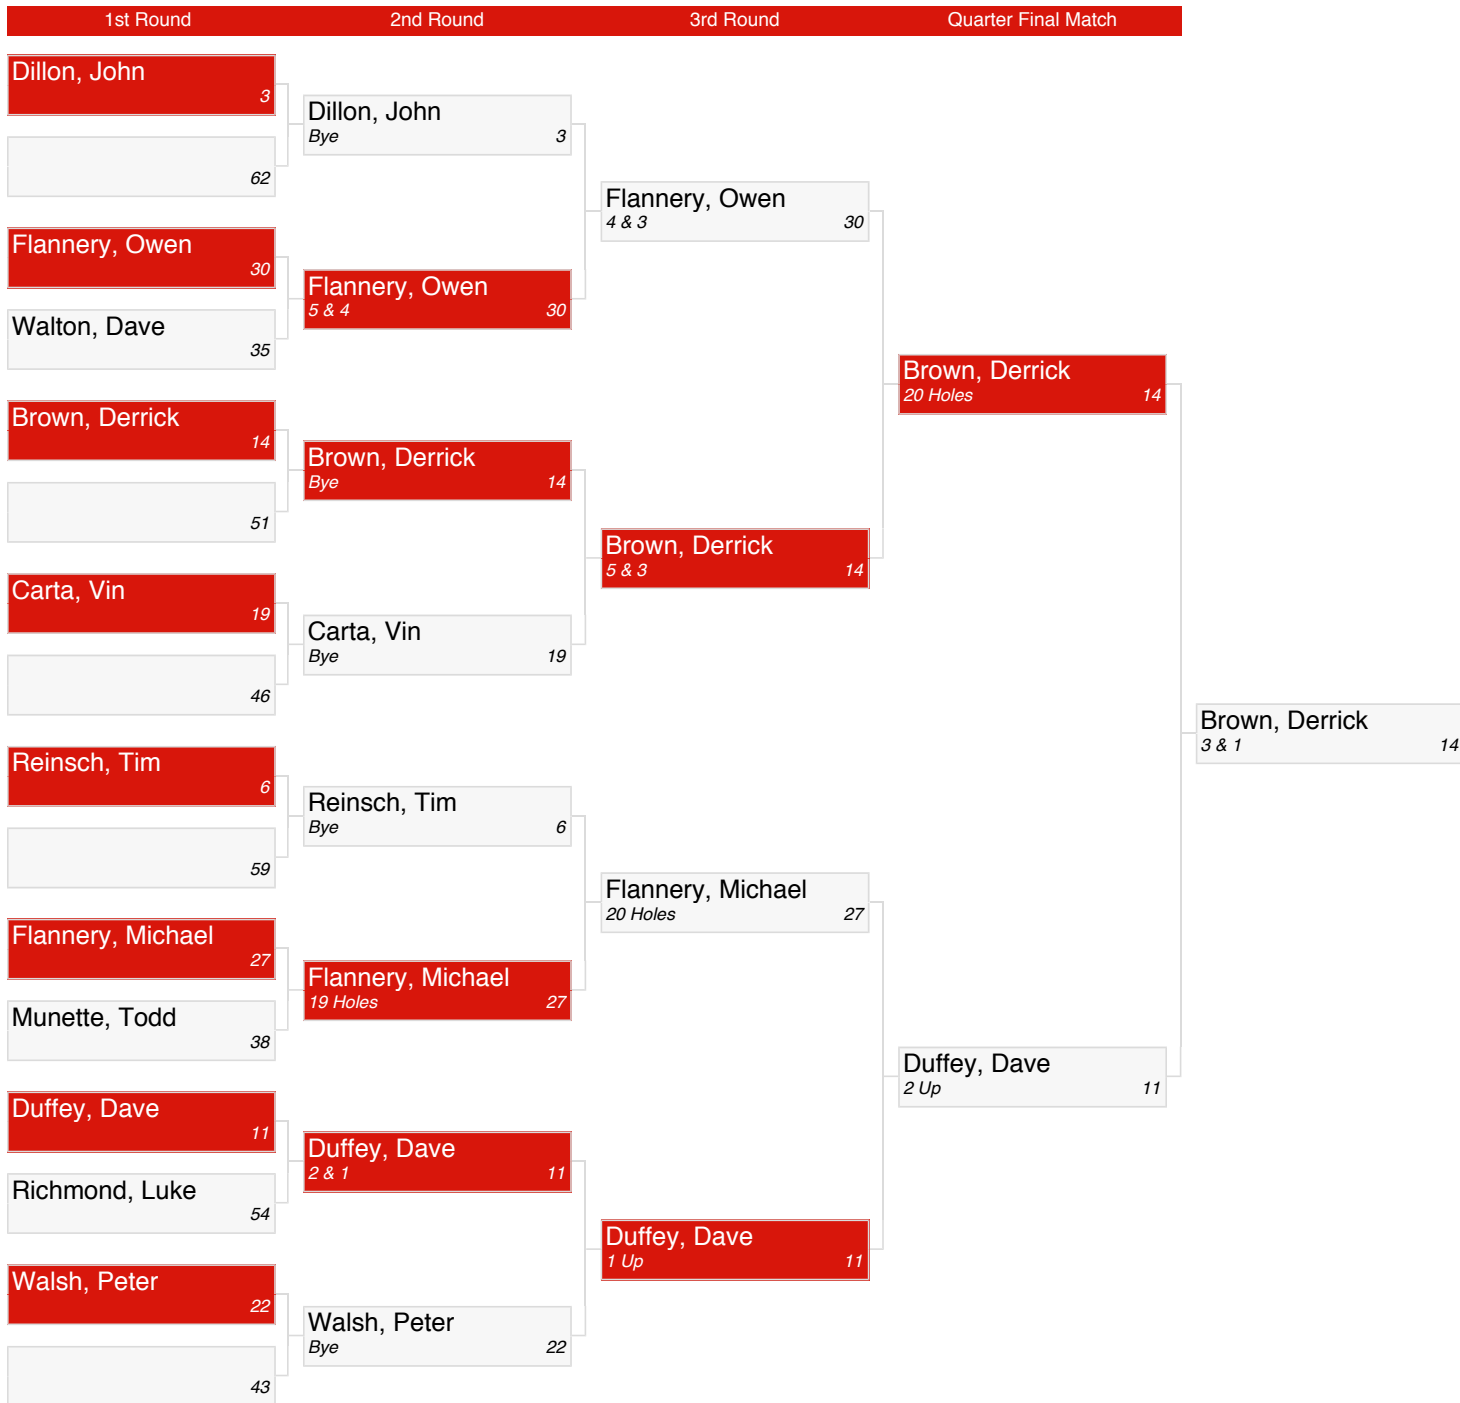 1st Round
2nd Round
3rd Round
Quarter Final Match
Dillon, John
3
62
Flannery, Owen
30
Walton, Dave
35
Brown, Derrick
14
51
Carta, Vin
19
46
Reinsch, Tim
6
59
Flannery, Michael
27
Munette, Todd
38
Duffey, Dave
11
Richmond, Luke
54
Walsh, Peter
22
43
Dillon, John
Bye 3
Flannery, Owen
5 & 4 30
Brown, Derrick
Bye 14
Carta, Vin
Bye 19
Reinsch, Tim
Bye 6
Flannery, Michael
19 Holes 27
Duffey, Dave
2 & 1 11
Walsh, Peter
Bye 22
Flannery, Owen
4 & 3 30
Brown, Derrick
5 & 3 14
Flannery, Michael
20 Holes 27
Duffey, Dave
1 Up 11
Brown, Derrick
20 Holes 14
Duffey, Dave
2 Up 11
Brown, Derrick
3 & 1 14